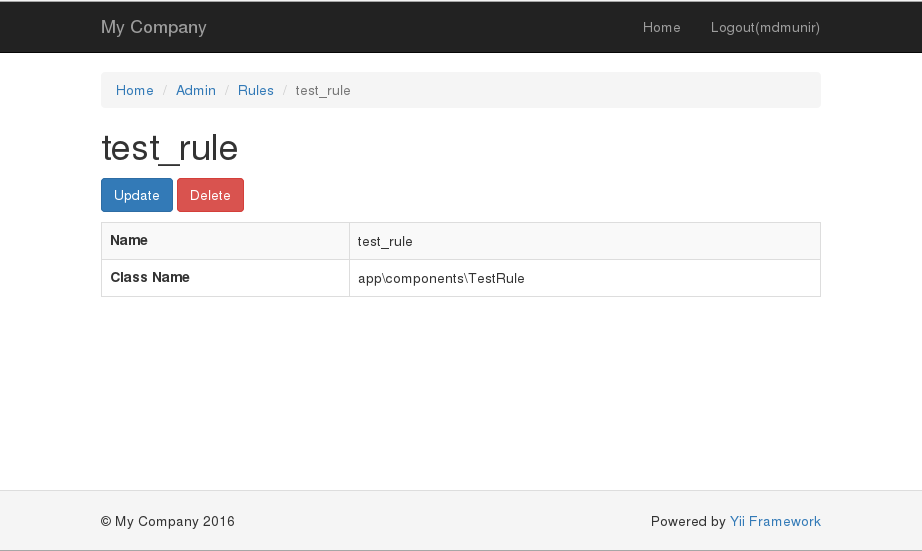 My Company Home Logout(mdmunir)
Home / Admin / Rules / test_rule
test_rule
Update Delete
Name test_rule
Class Name app\components\TestRule
© My Company 2016 Powered by Yii Framework